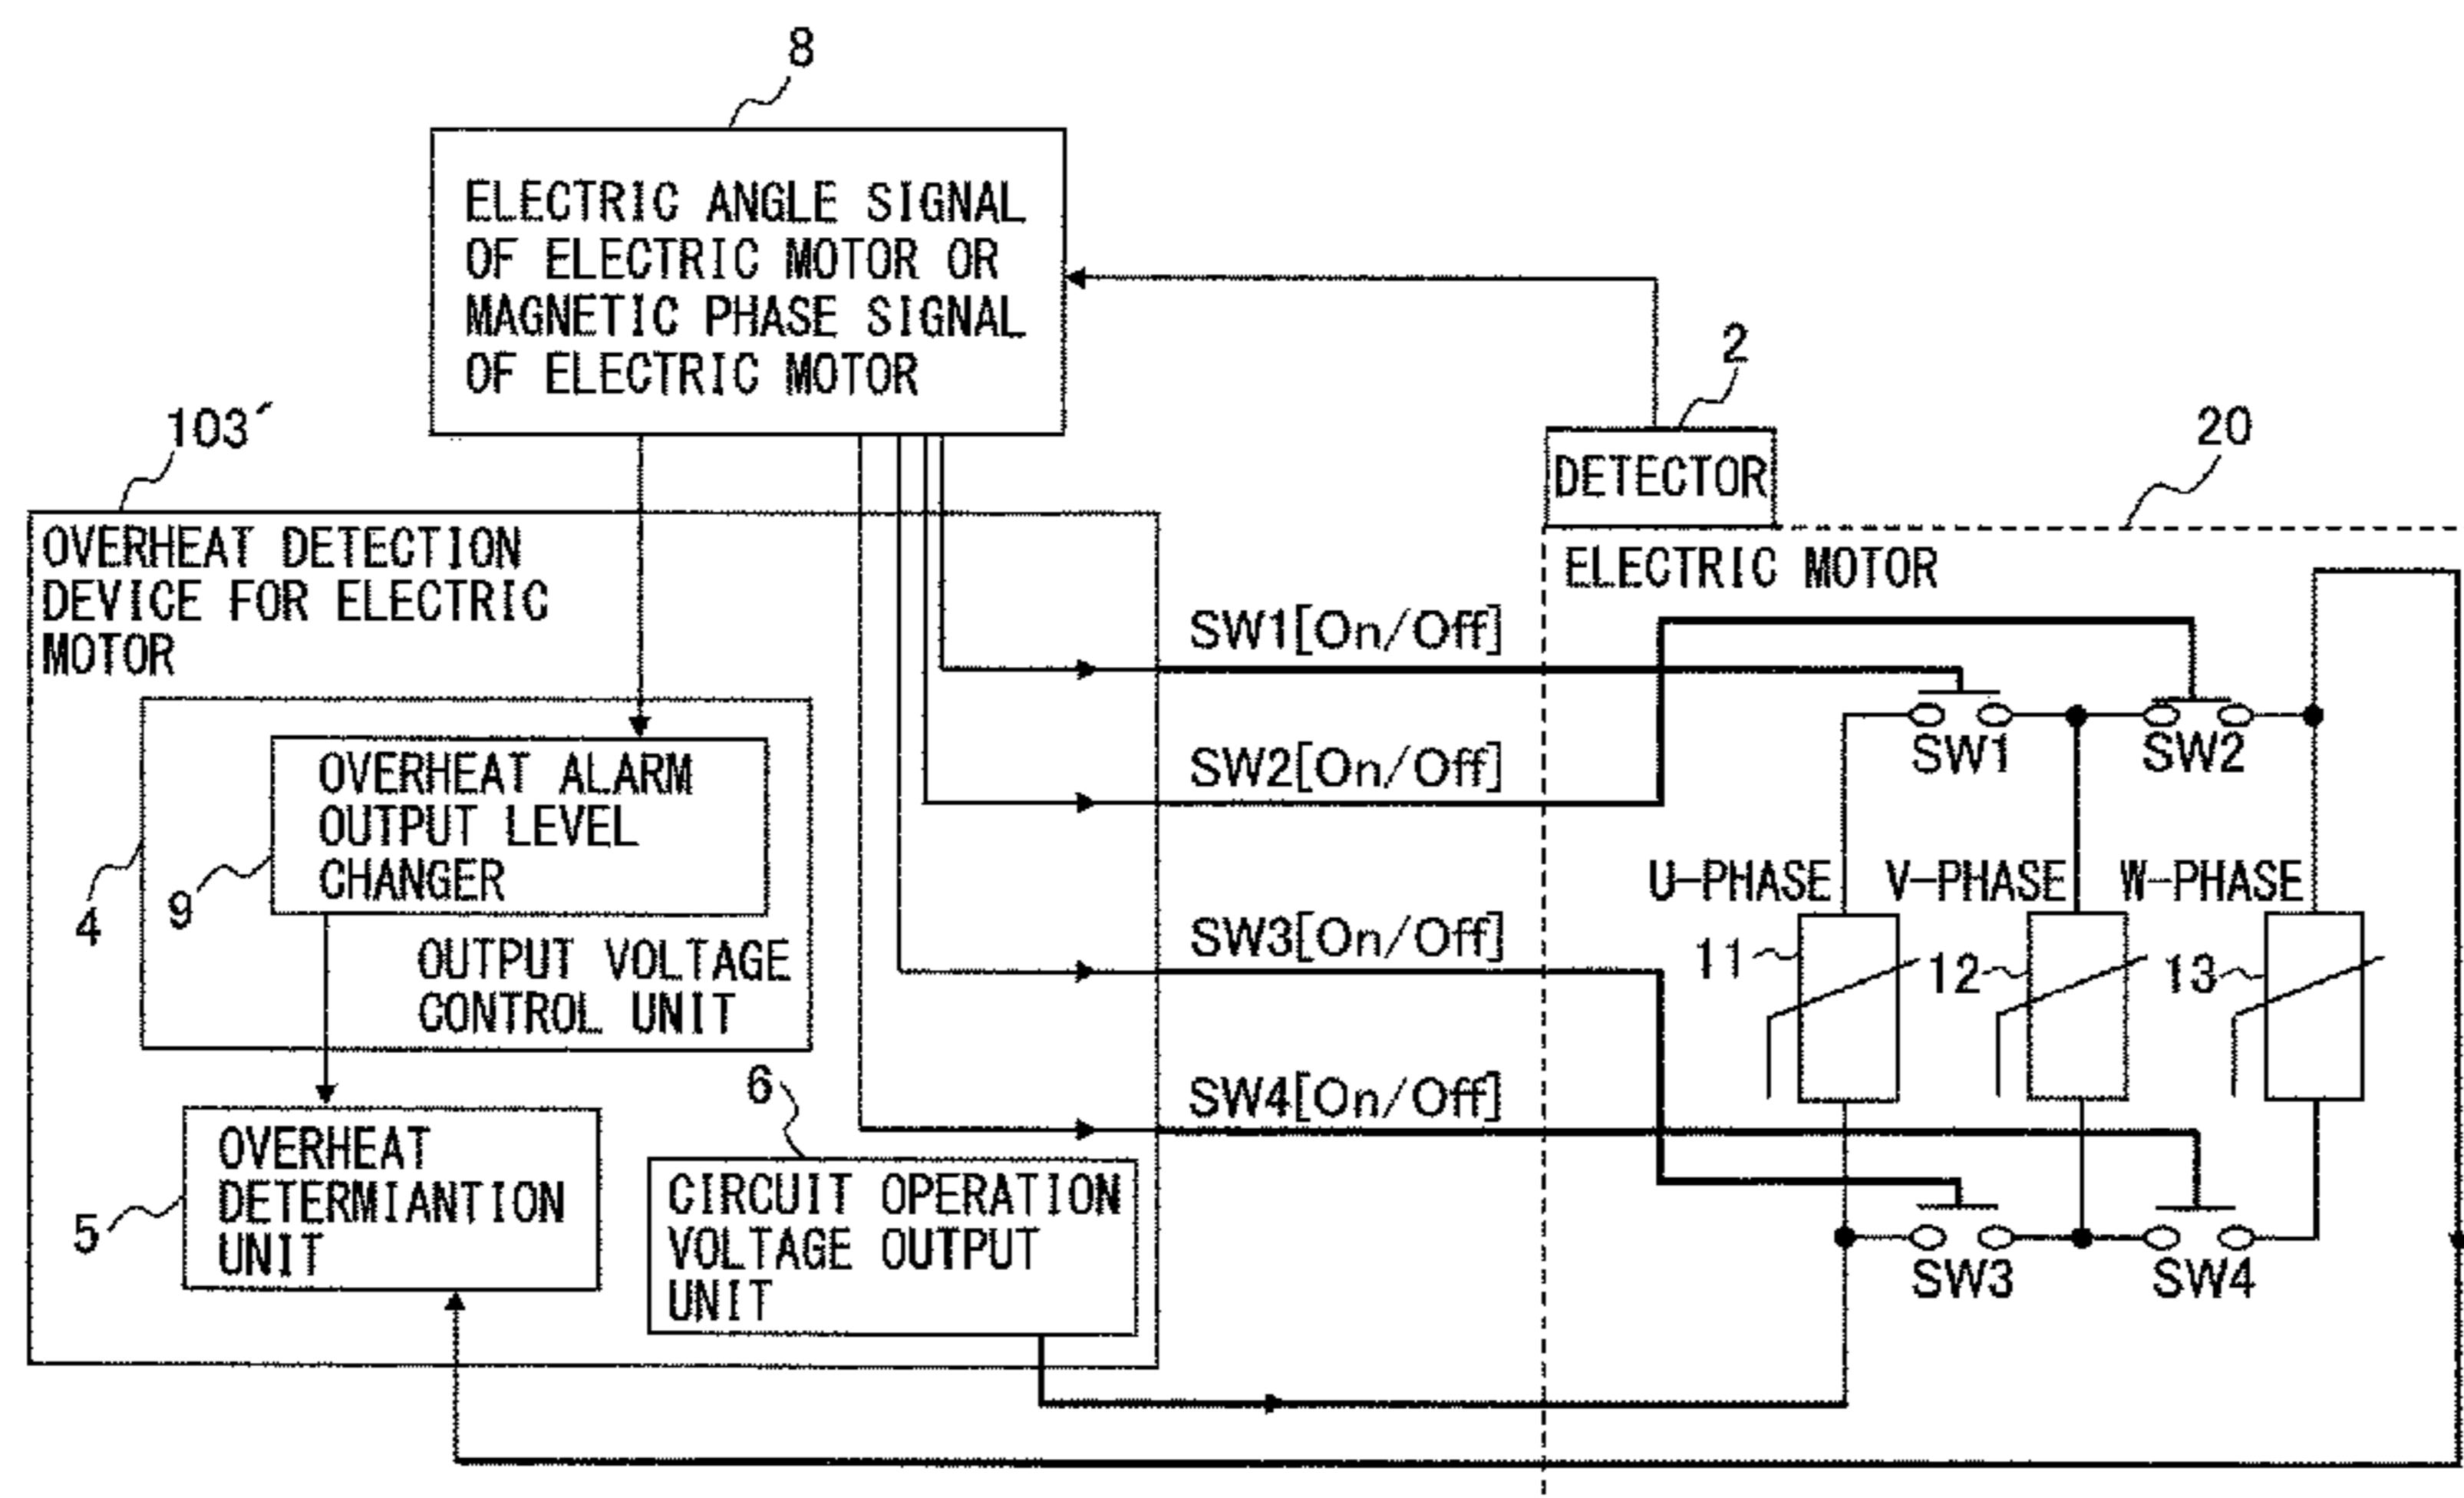 8
ELECTRIC ANGLE SIGNAL
OF ELECTRIC MOTOR OR
MAGNETIC PHASE SIGNAL
OF ELECTRIC MOTOR
2
DETECTOR
20
103´
OVERHEAT DETECTION
DEVICE FOR ELECTRIC
MOTOR
ELECTRIC MOTOR
SW1[On/Off]
SW2[On/Off]
SW1
SW2
OVERHEAT ALARM
OUTPUT LEVEL
CHANGER
4
9
OUTPUT VOLTAGE
CONTROL UNIT
U-PHASE
V-PHASE
W-PHASE
SW3[On/Off]
11
12
13
SW4[On/Off]
6
OVERHEAT
DETERMIANTION
UNIT
5
CIRCUIT OPERATION
VOLTAGE OUTPUT
UNIT
SW3
SW4